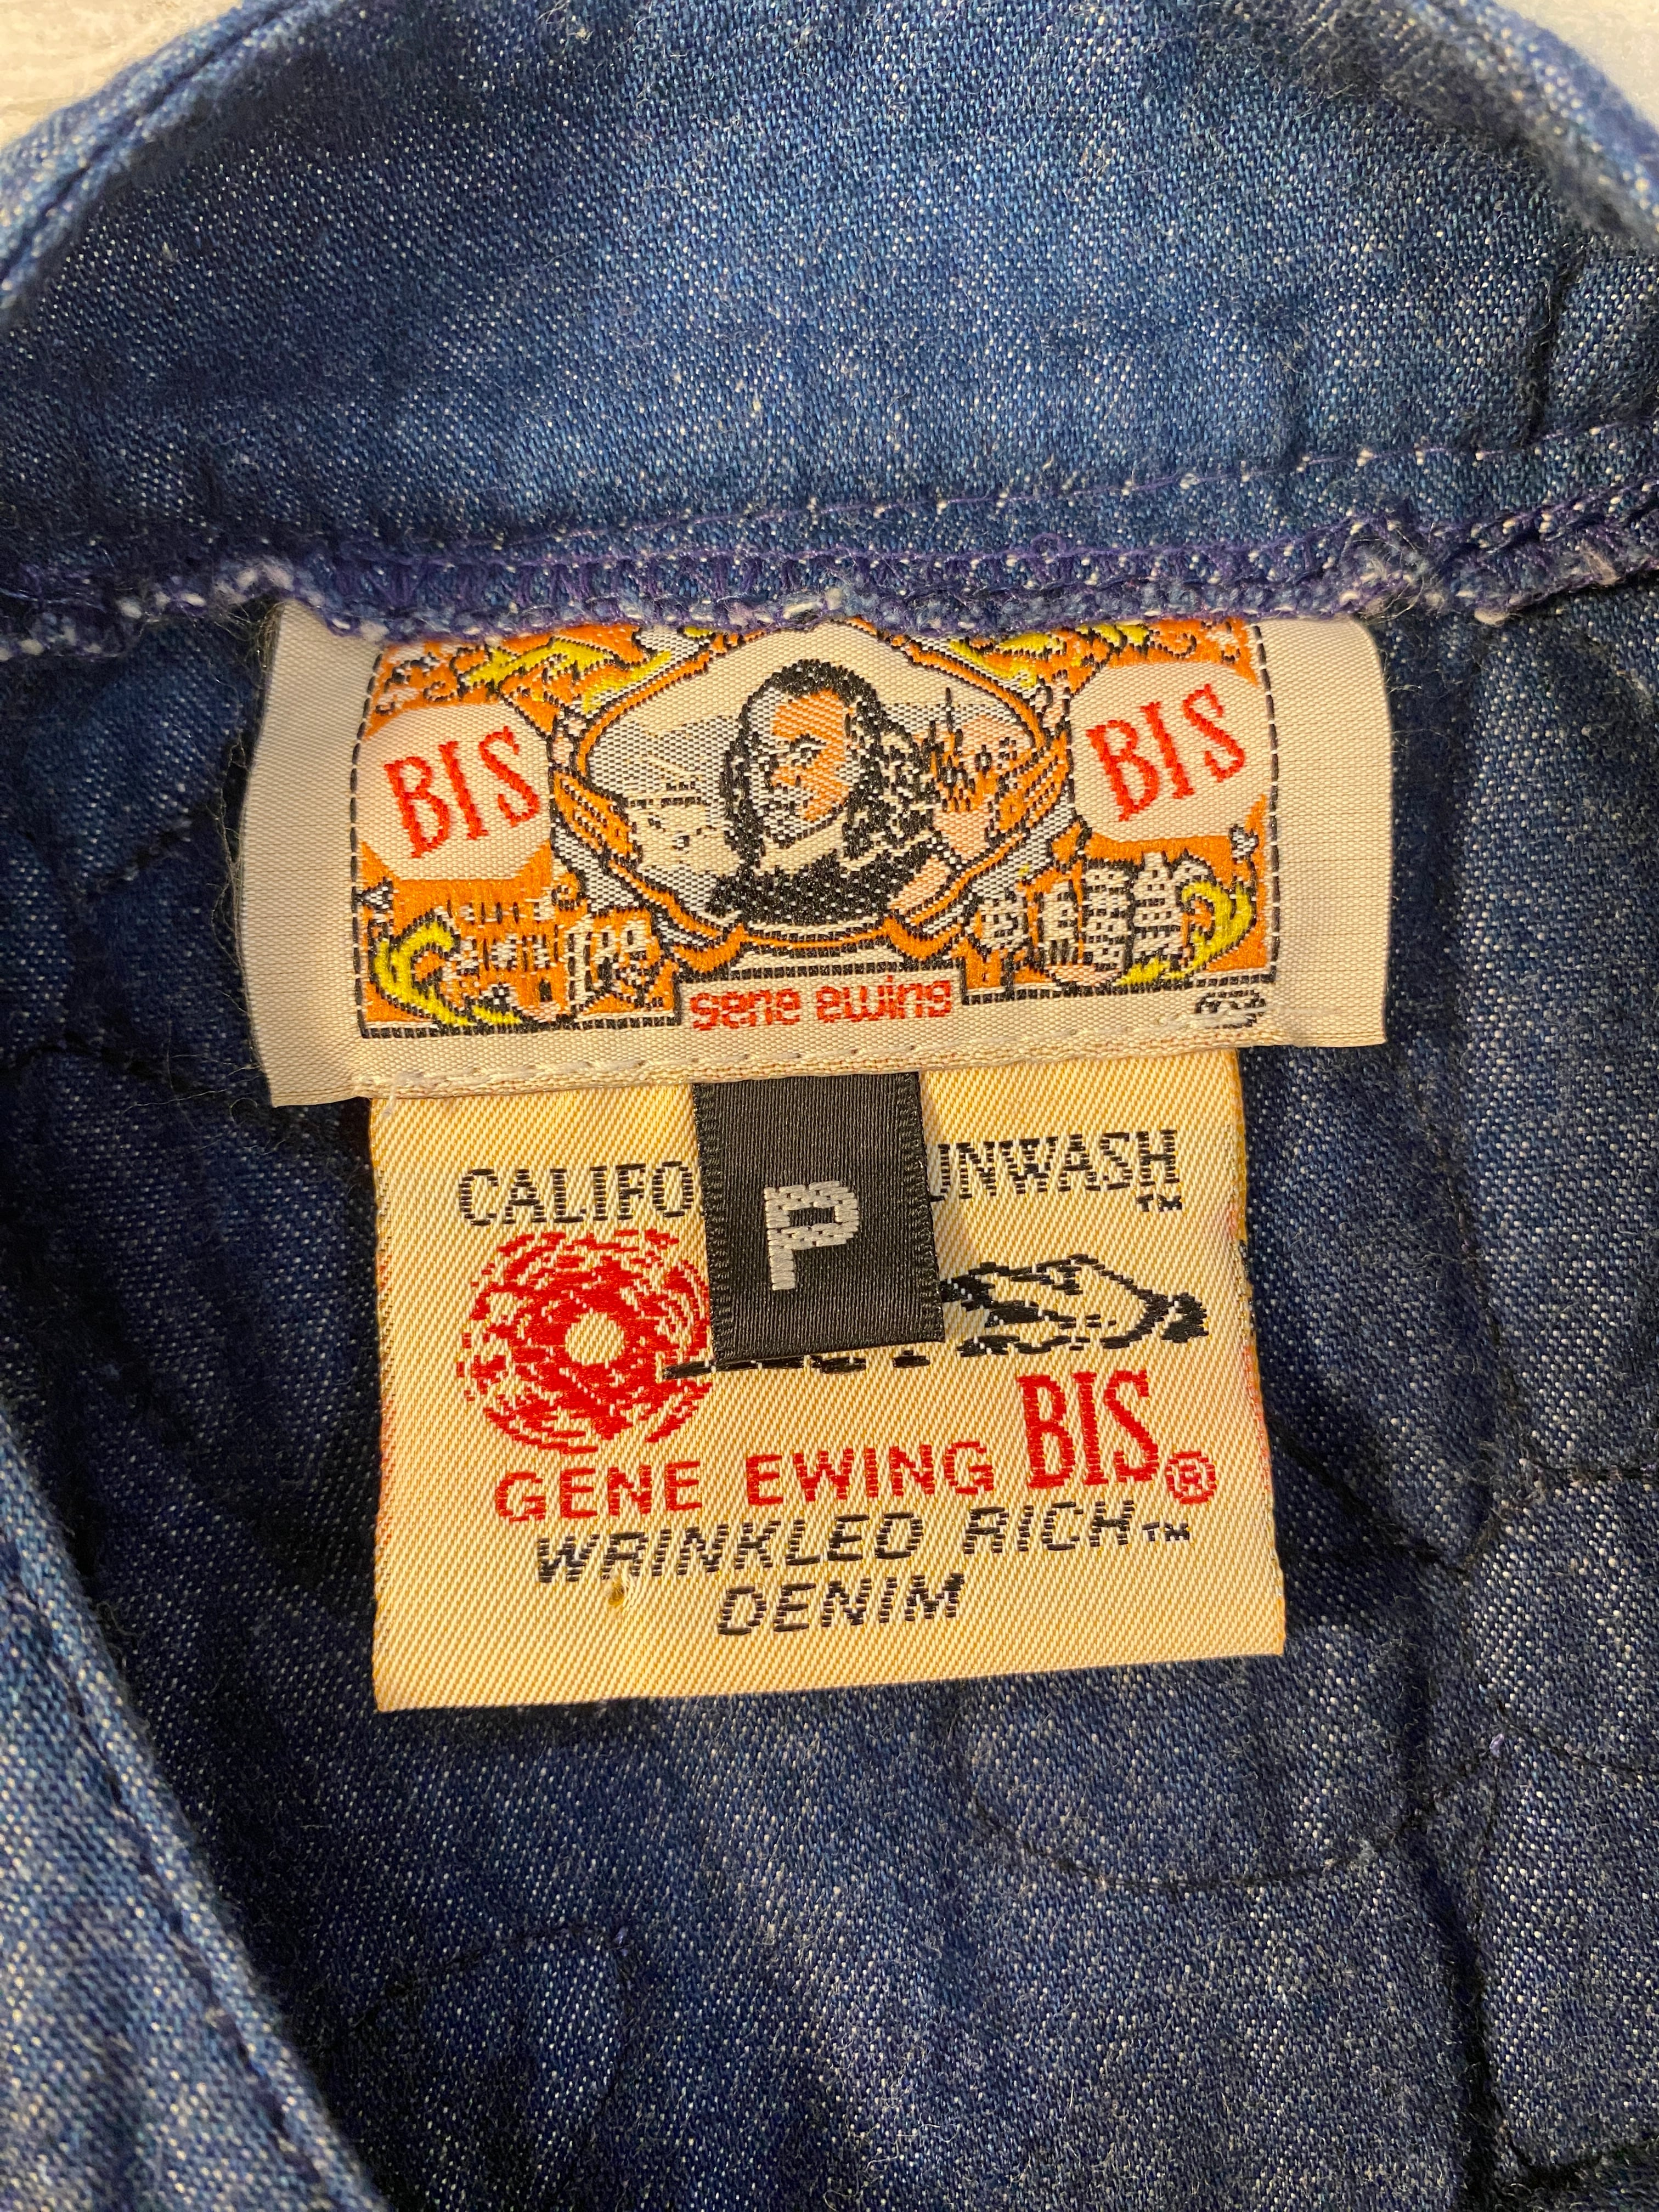 BIS BIS
gene ewing
P
CALIFO UNWASH™
GENE EWING BIS®
WRINKLED RICH™
DENIM